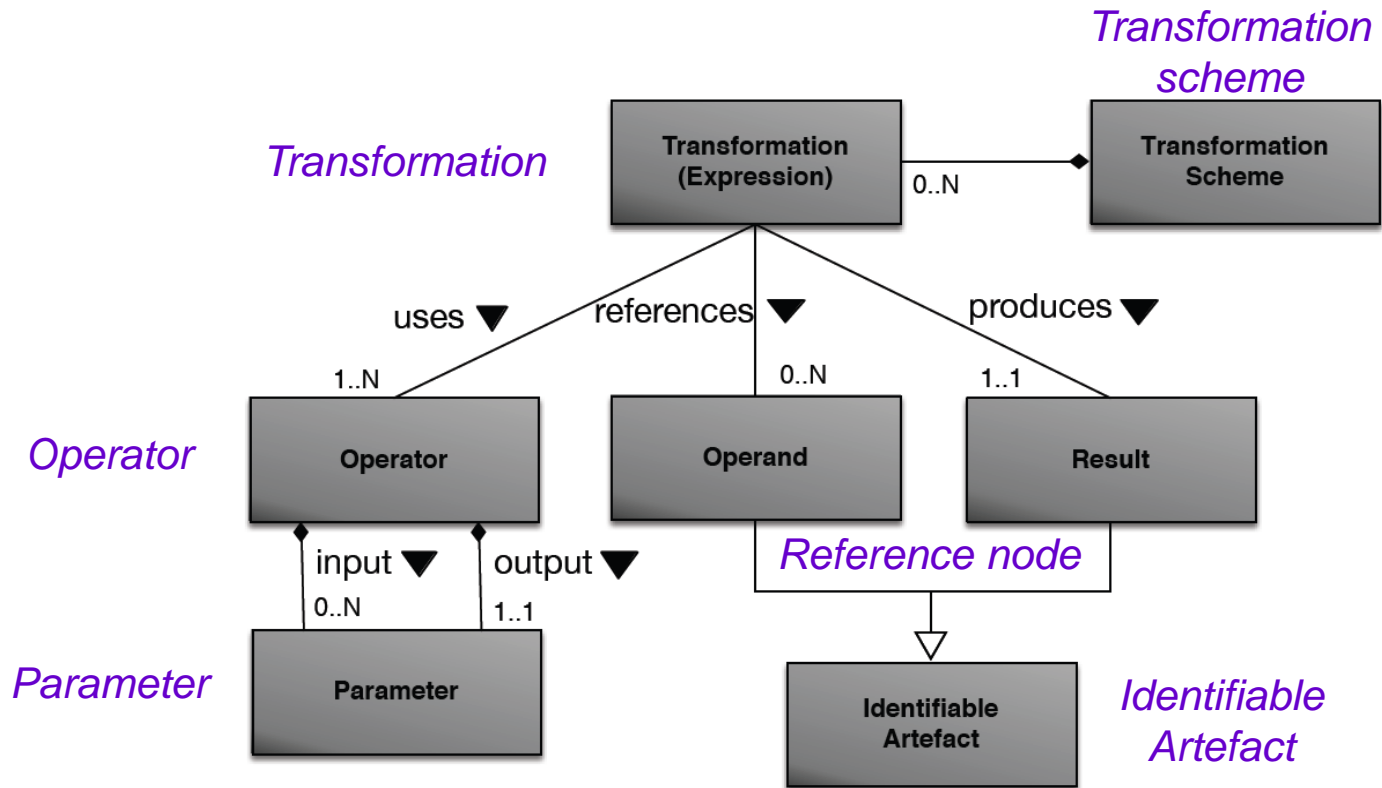 Transformation
scheme
Transformation
Transformation
(Expression)
Transformation
Scheme
0..N
uses
references
produces
1..N
0..N
1..1
Operator
Operator
Operand
Result
input
output
Reference node
0..N
1..1
Parameter
Parameter
Identifiable
Artefact
Identifiable
Artefact